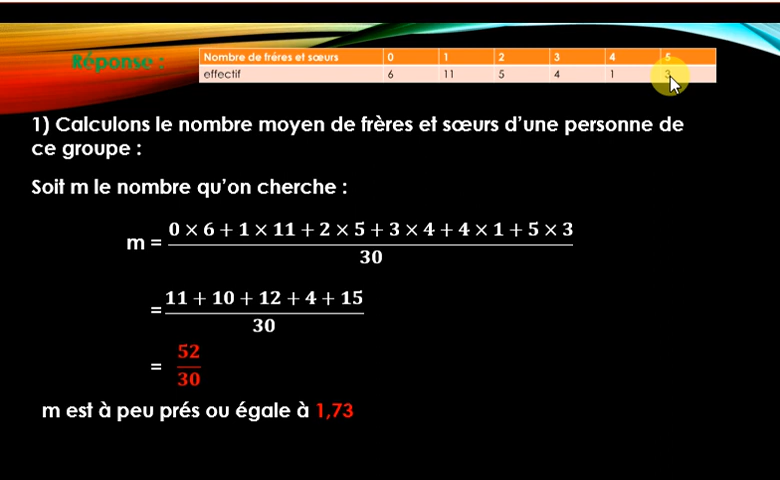 Réponse :
Nombre de fréres et sœurs 0 1 2 3 4 5
effectif 6 11 5 4 1 3
1) Calculons le nombre moyen de frères et sœurs d’une personne de
ce groupe :
Soit m le nombre qu’on cherche :
m = (0 × 6 + 1 × 11 + 2 × 5 + 3 × 4 + 4 × 1 + 5 × 3)/30
= (11 + 10 + 12 + 4 + 15)/30
= 52/30
m est à peu prés ou égale à 1,73